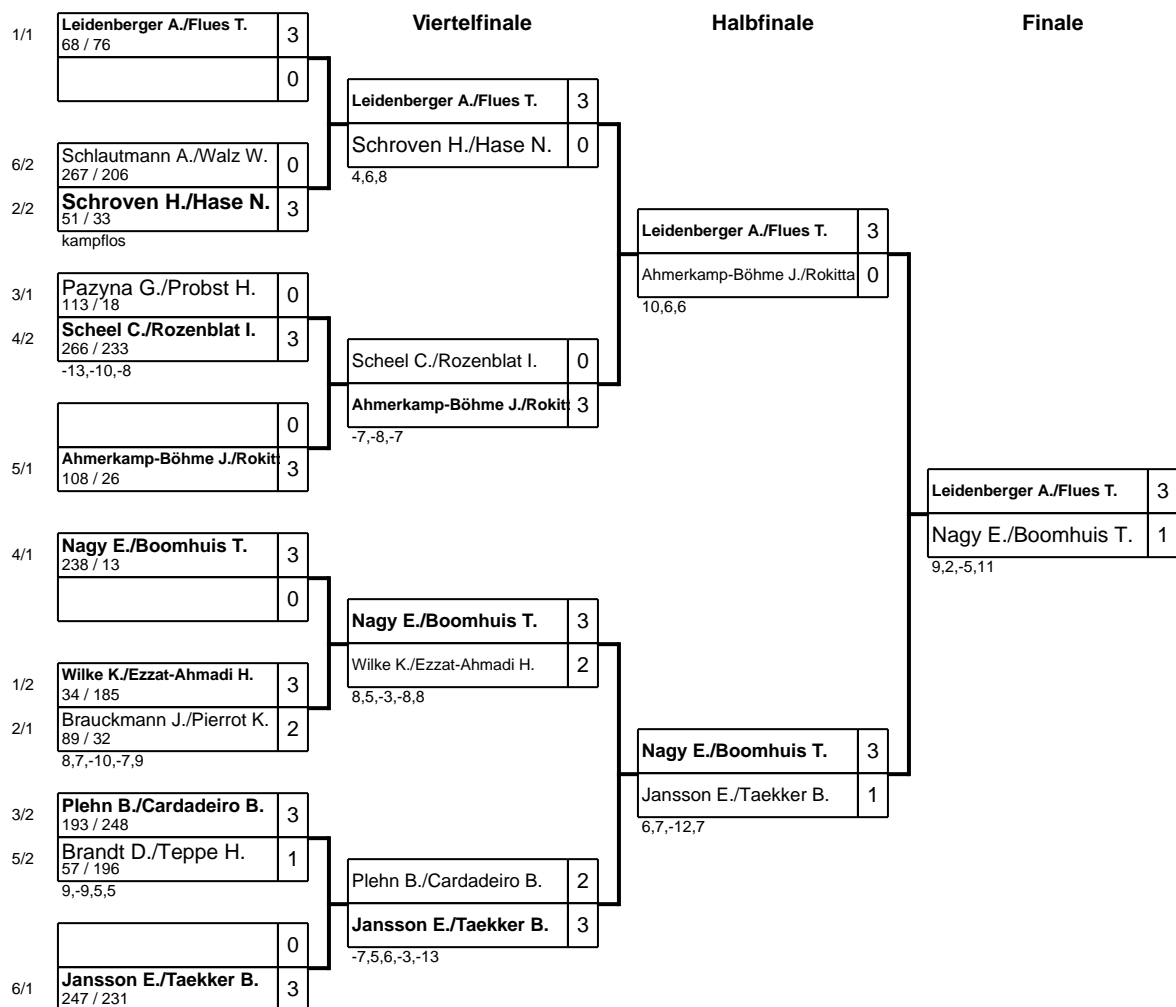 Viertelfinale
Halbfinale
Finale
1/1
Leidenberger A./Flues T.
3
68 / 76
0
6/2
Schlautmann A./Walz W.
0
267 / 206
2/2
Schroven H./Hase N.
3
51 / 33
kampflos
3/1
Pazyna G./Probst H.
0
113 / 18
4/2
Scheel C./Rozenblat I.
3
266 / 233
-13,-10,-8
0
5/1
Ahmerkamp-Böhme J./Rokitt
3
108 / 26
4/1
Nagy E./Boomhuis T.
3
238 / 13
0
1/2
Wilke K./Ezzat-Ahmadi H.
3
34 / 185
2/1
Brauckmann J./Pierrot K.
2
89 / 32
8,7,-10,-7,9
3/2
Plehn B./Cardadeiro B.
3
193 / 248
5/2
Brandt D./Teppe H.
1
57 / 196
9,-9,5,5
0
6/1
Jansson E./Taekker B.
3
247 / 231
Leidenberger A./Flues T.
3
Schroven H./Hase N.
0
4,6,8
Scheel C./Rozenblat I.
0
Ahmerkamp-Böhme J./Rokitt
3
-7,-8,-7
Nagy E./Boomhuis T.
3
Wilke K./Ezzat-Ahmadi H.
2
8,5,-3,-8,8
Plehn B./Cardadeiro B.
2
Jansson E./Taekker B.
3
-7,5,6,-3,-13
Leidenberger A./Flues T.
3
Ahmerkamp-Böhme J./Rokitta
0
10,6,6
Nagy E./Boomhuis T.
3
Jansson E./Taekker B.
1
6,7,-12,7
Leidenberger A./Flues T.
3
Nagy E./Boomhuis T.
1
9,2,-5,11